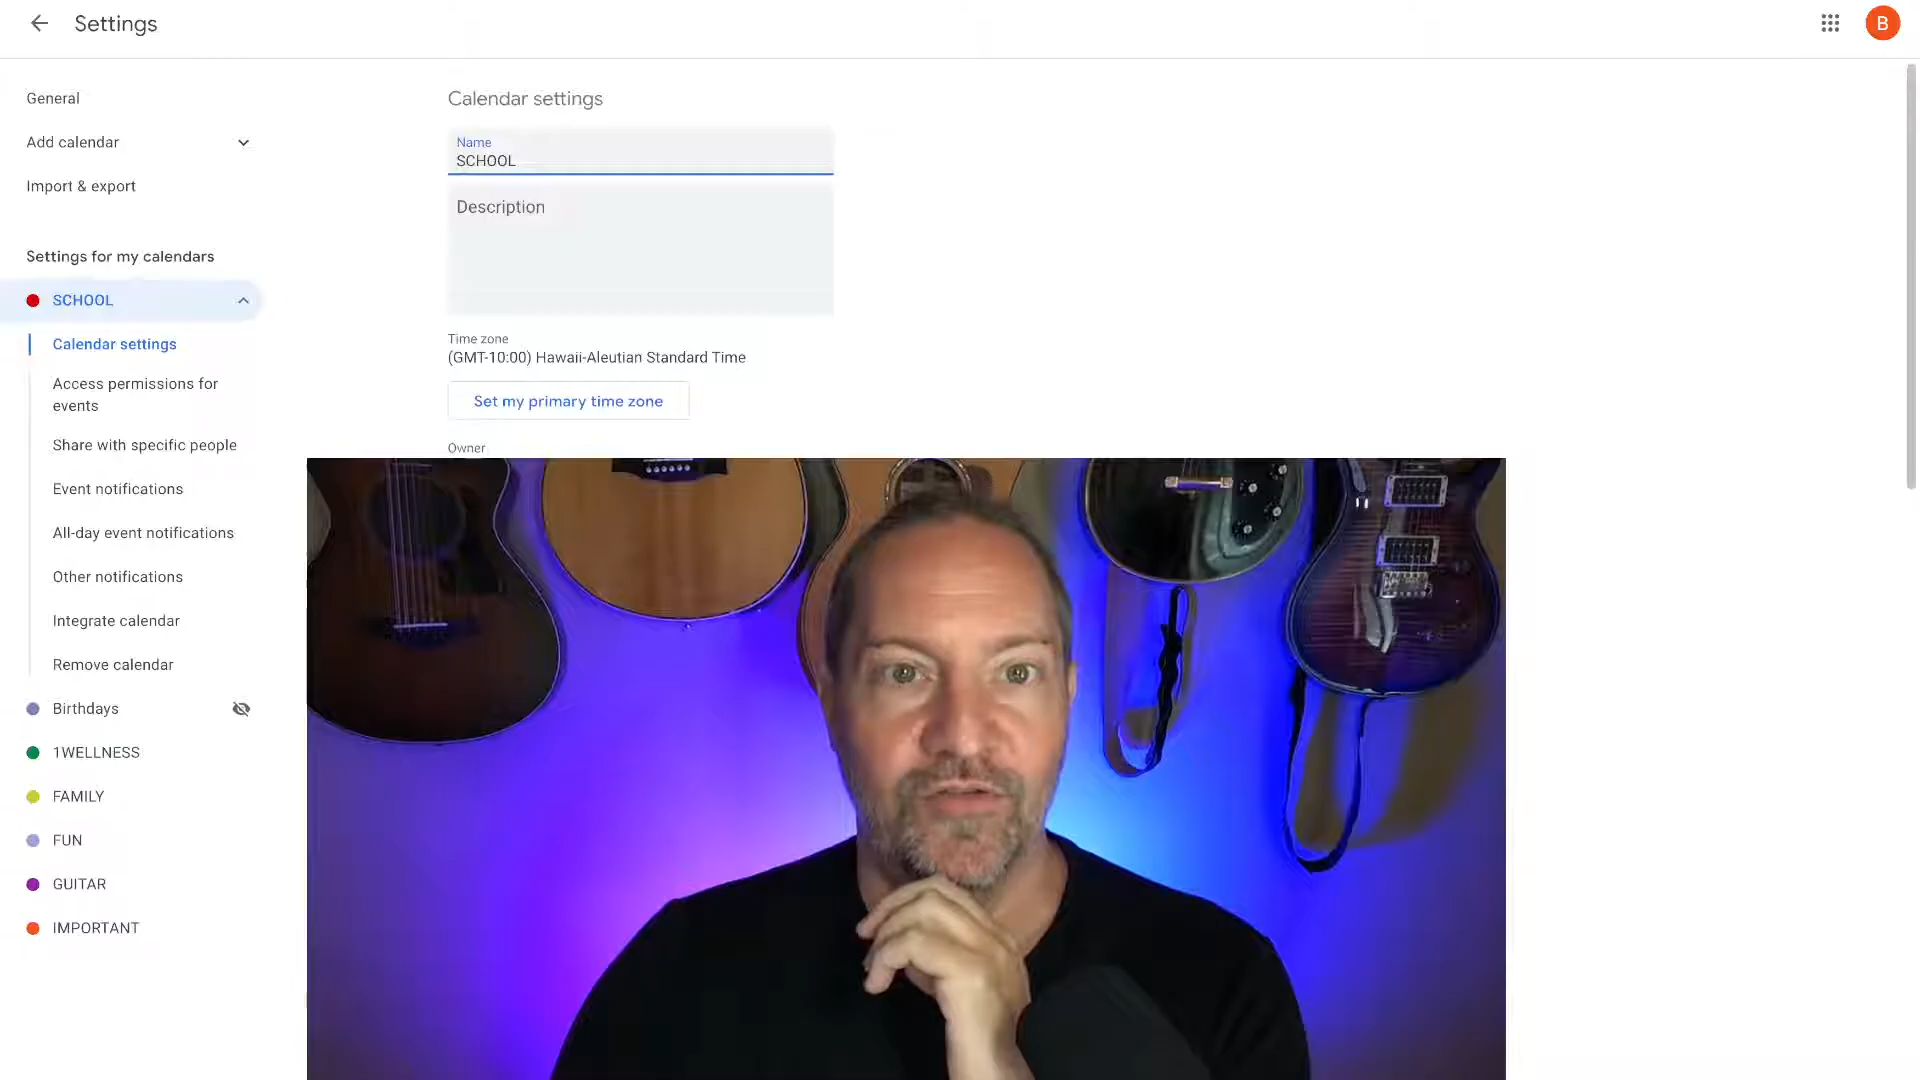 Settings
B
General
Add calendar
Import & export
Settings for my calendars
SCHOOL
Calendar settings
Access permissions for
events
Share with specific people
Event notifications
All-day event notifications
Other notifications
Integrate calendar
Remove calendar
Birthdays
1WELLNESS
FAMILY
FUN
GUITAR
IMPORTANT
Calendar settings
Name
SCHOOL
Description
Time zone
(GMT-10:00) Hawaii-Aleutian Standard Time
Set my primary time zone
Owner